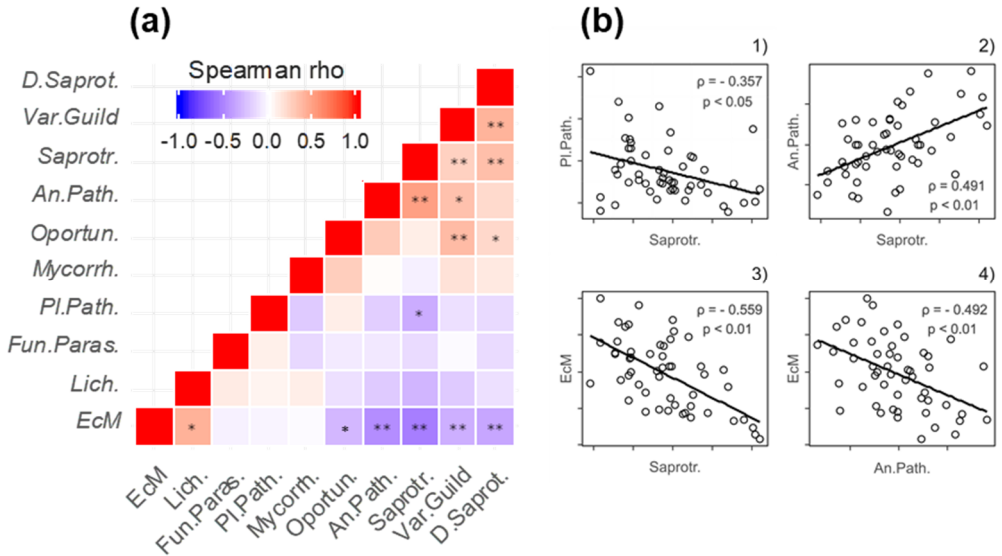 (a)
Spearman rho
-1.0 -0.5 0.0 0.5 1.0
D.Saprot.
Var.Guild
**
Saprotr.
** **
An.Path.
** *
Oportun.
** *
Mycorrh.
Pl.Path.
*
Fun.Paras.
Lich.
EcM
* * ** ** ** **
EcM Lich. Fun.Paras. Pl.Path. Mycorrh. Oportun. An.Path. Saprotr. Var.Guild D.Saprot.
(b)
1)
ρ = - 0.357
p < 0.05
Pl.Path.
Saprotr.
2)
An.Path.
ρ = 0.491
p < 0.01
Saprotr.
3)
ρ = - 0.559
p < 0.01
EcM
Saprotr.
4)
ρ = - 0.492
p < 0.01
EcM
An.Path.